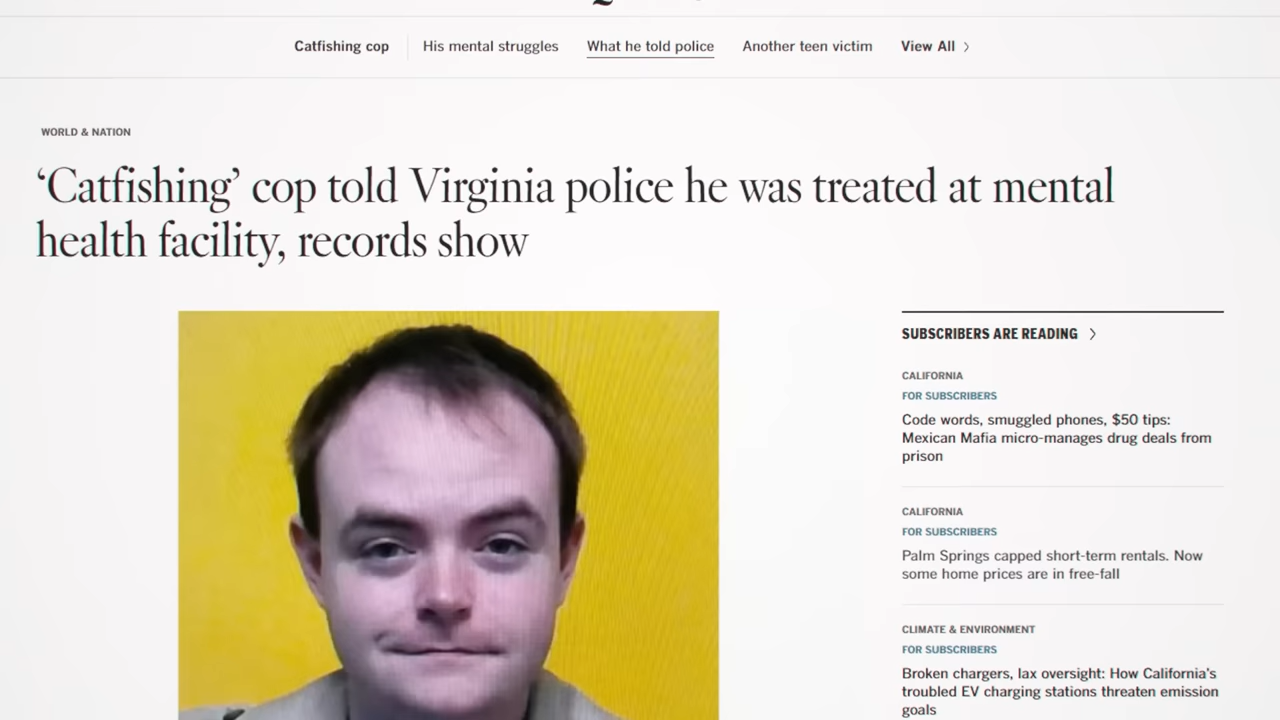 Catfishing cop
His mental struggles
What he told police
Another teen victim
View All
WORLD & NATION
‘Catfishing’ cop told Virginia police he was treated at mental
health facility, records show
SUBSCRIBERS ARE READING
CALIFORNIA
FOR SUBSCRIBERS
Code words, smuggled phones, $50 tips:
Mexican Mafia micro-manages drug deals from
prison
CALIFORNIA
FOR SUBSCRIBERS
Palm Springs capped short-term rentals. Now
some home prices are in free-fall
CLIMATE & ENVIRONMENT
FOR SUBSCRIBERS
Broken chargers, lax oversight: How California’s
troubled EV charging stations threaten emission
goals